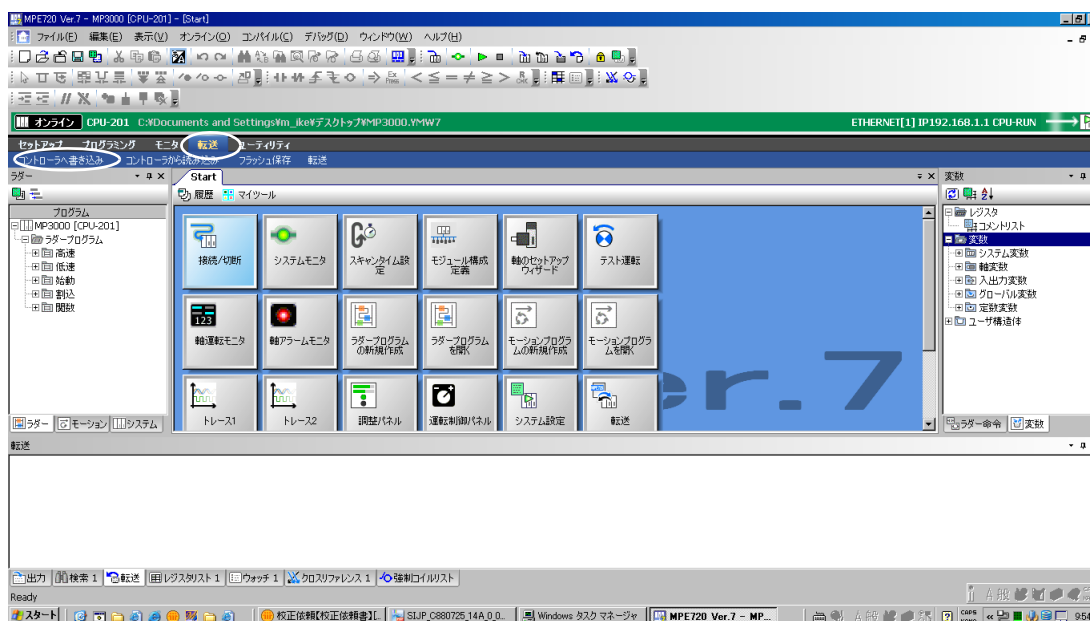 MPE720 Ver.7 - MP3000 [CPU-201] - [Start]
ファイル(F) 編集(E) 表示(V) オンライン(O) コンパイル(C) デバッグ(D) ウィンドウ(W) ヘルプ(H)
オンライン CPU-201 C:¥Documents and Settings¥m_ike¥デスクトップ¥MP3000.YMW7 ETHERNET[1] IP192.168.1.1 CPU-RUN
セットアップ プログラミング モニタ 転送 ユーティリティ
コントローラへ書き込み コントローラから読み込み フラッシュ保存 転送
ラダー Start 変数
履歴 マイツール
プログラム
MP3000 [CPU-201]
ラダープログラム
高速
低速
始動
割込
関数
接続/切断 システムモニタ スキャンタイム設定 モジュール構成定義 軸のセットアップウィザード テスト運転
軸運転モニタ 軸アラームモニタ ラダープログラムの新規作成 ラダープログラムを開く モーションプログラムの新規作成 モーションプログラムを開く
トレース1 トレース2 調整パネル 運転制御パネル システム設定 転送
er.7
レジスタ
コメントリスト
変数
システム変数
軸変数
入出力変数
グローバル変数
定数変数
ユーザ構造体
ラダー モーション システム ラダー命令 変数
転送
出力 検索 1 転送 レジスタリスト 1 ウォッチ 1 クロスリファレンス 1 強制コイルリスト
Ready
A 般
スタート 校正依頼【校正依頼書】[.. SIJP_C880725_14A_0_0... Windows タスク マネージャ MPE720 Ver.7 - MP... A 般 CAPS